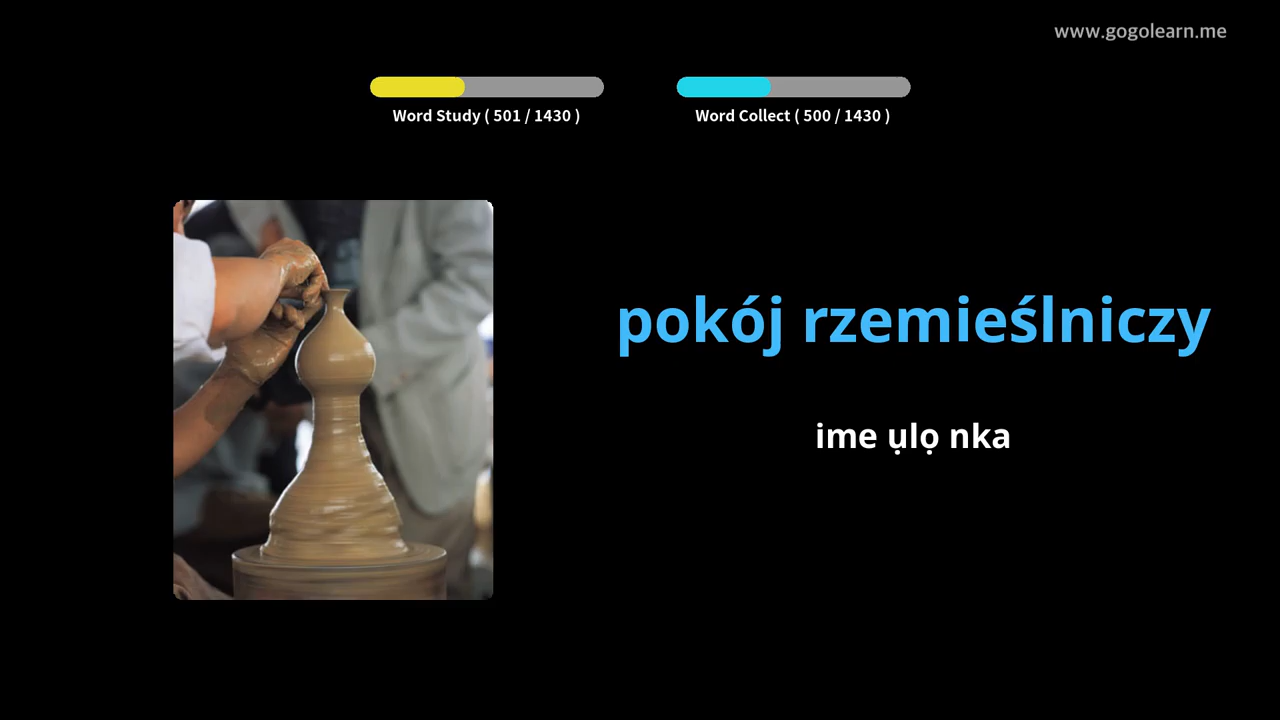 www.gogolearn.me
Word Study ( 501 / 1430 )
Word Collect ( 500 / 1430 )
pokój rzemieślniczy
ime ụlọ nka